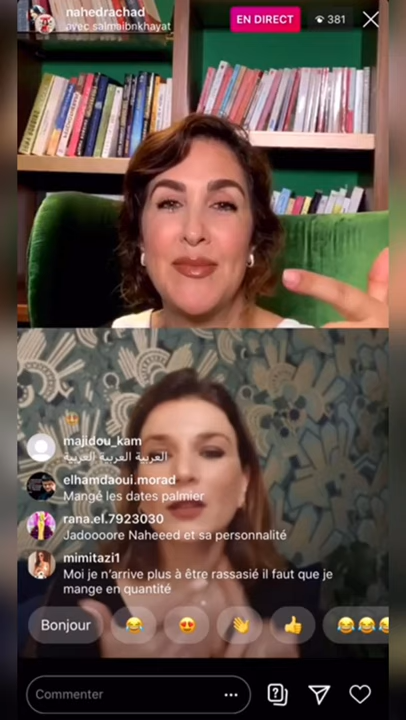 nahedrachad
avec salmaibnkhayat
EN DIRECT
381
majidou_kam
العربية العربية العربية
elhamdaoui.morad
Mangé les dates palmier
rana.el.7923030
Jadoooore Naheeed et sa personnalité
mimitazi1
Moi je n'arrive plus à être rassasié il faut que je
mange en quantité
Bonjour
Commenter